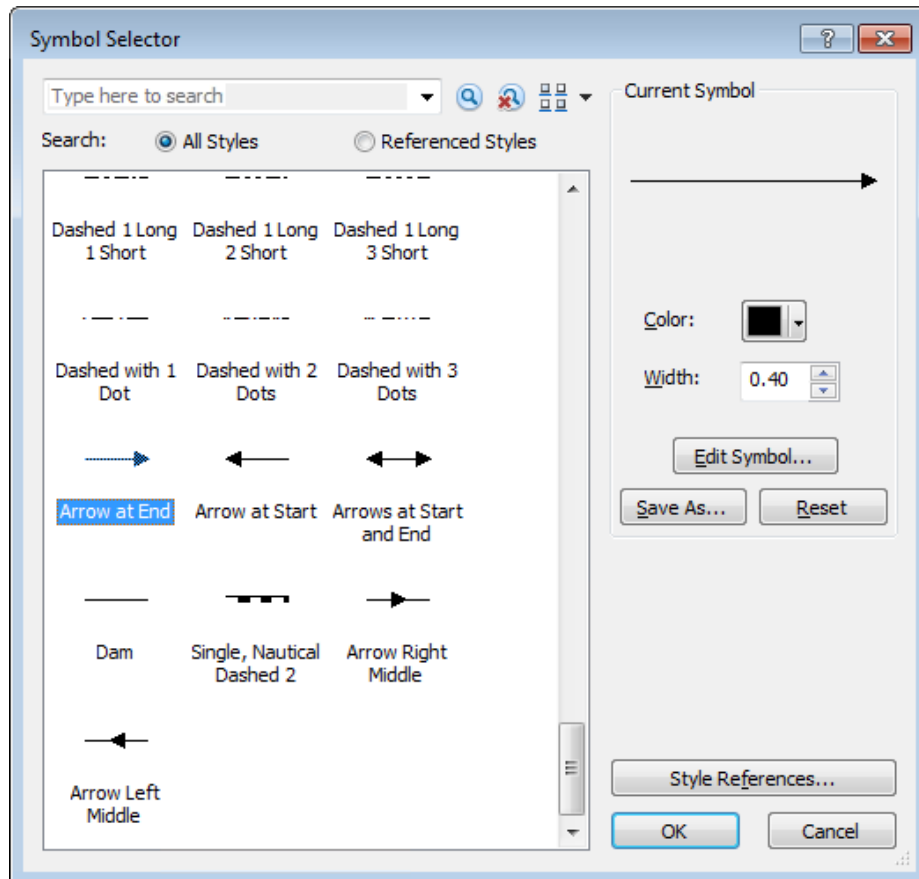 Symbol Selector
Type here to search
Search:
All Styles
Referenced Styles
Dashed 1 Long
1 Short
Dashed 1 Long
2 Short
Dashed 1 Long
3 Short
Dashed with 1
Dot
Dashed with 2
Dots
Dashed with 3
Dots
Arrow at End
Arrow at Start
Arrows at Start
and End
Dam
Single, Nautical
Dashed 2
Arrow Right
Middle
Arrow Left
Middle
Current Symbol
Color:
Width:
0.40
Edit Symbol...
Save As...
Reset
Style References...
OK
Cancel